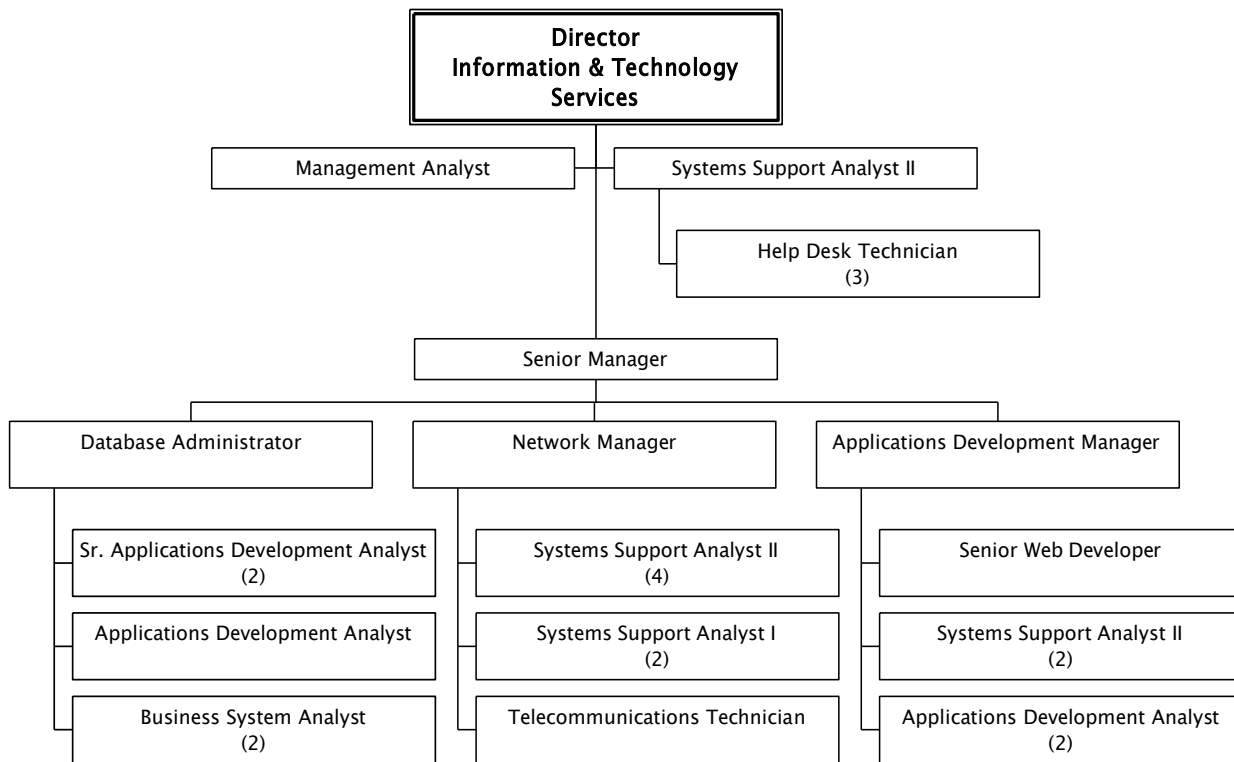 Director
Information & Technology
Services
Management Analyst
Systems Support Analyst II
Help Desk Technician
(3)
Senior Manager
Database Administrator
Network Manager
Applications Development Manager
Sr. Applications Development Analyst
(2)
Systems Support Analyst II
(4)
Senior Web Developer
Applications Development Analyst
Systems Support Analyst I
(2)
Systems Support Analyst II
(2)
Business System Analyst
(2)
Telecommunications Technician
Applications Development Analyst
(2)